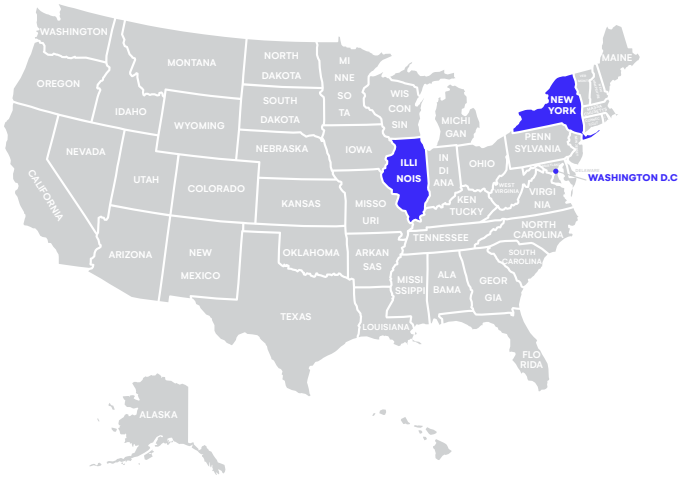 WASHINGTON
OREGON
CALIFORNIA
NEVADA
IDAHO
MONTANA
WYOMING
UTAH
COLORADO
ARIZONA
NEW
MEXICO
NORTH
DAKOTA
SOUTH
DAKOTA
NEBRASKA
KANSAS
OKLAHOMA
TEXAS
MI
NNE
SO
TA
IOWA
MISSO
URI
ARKAN
SAS
LOUISIANA
WIS
CON
SIN
ILLI
NOIS
MICHI
GAN
IN
DI
ANA
OHIO
KEN
TUCKY
TENNESSEE
MISSI
SSIPPI
ALA
BAMA
GEOR
GIA
FLO
RIDA
SOUTH
CAROLINA
NORTH
CAROLINA
VIRGI
NIA
WEST
VIRGINIA
PENN
SYLVANIA
NEW
YORK
MAINE
WASHINGTON D.C
ALASKA